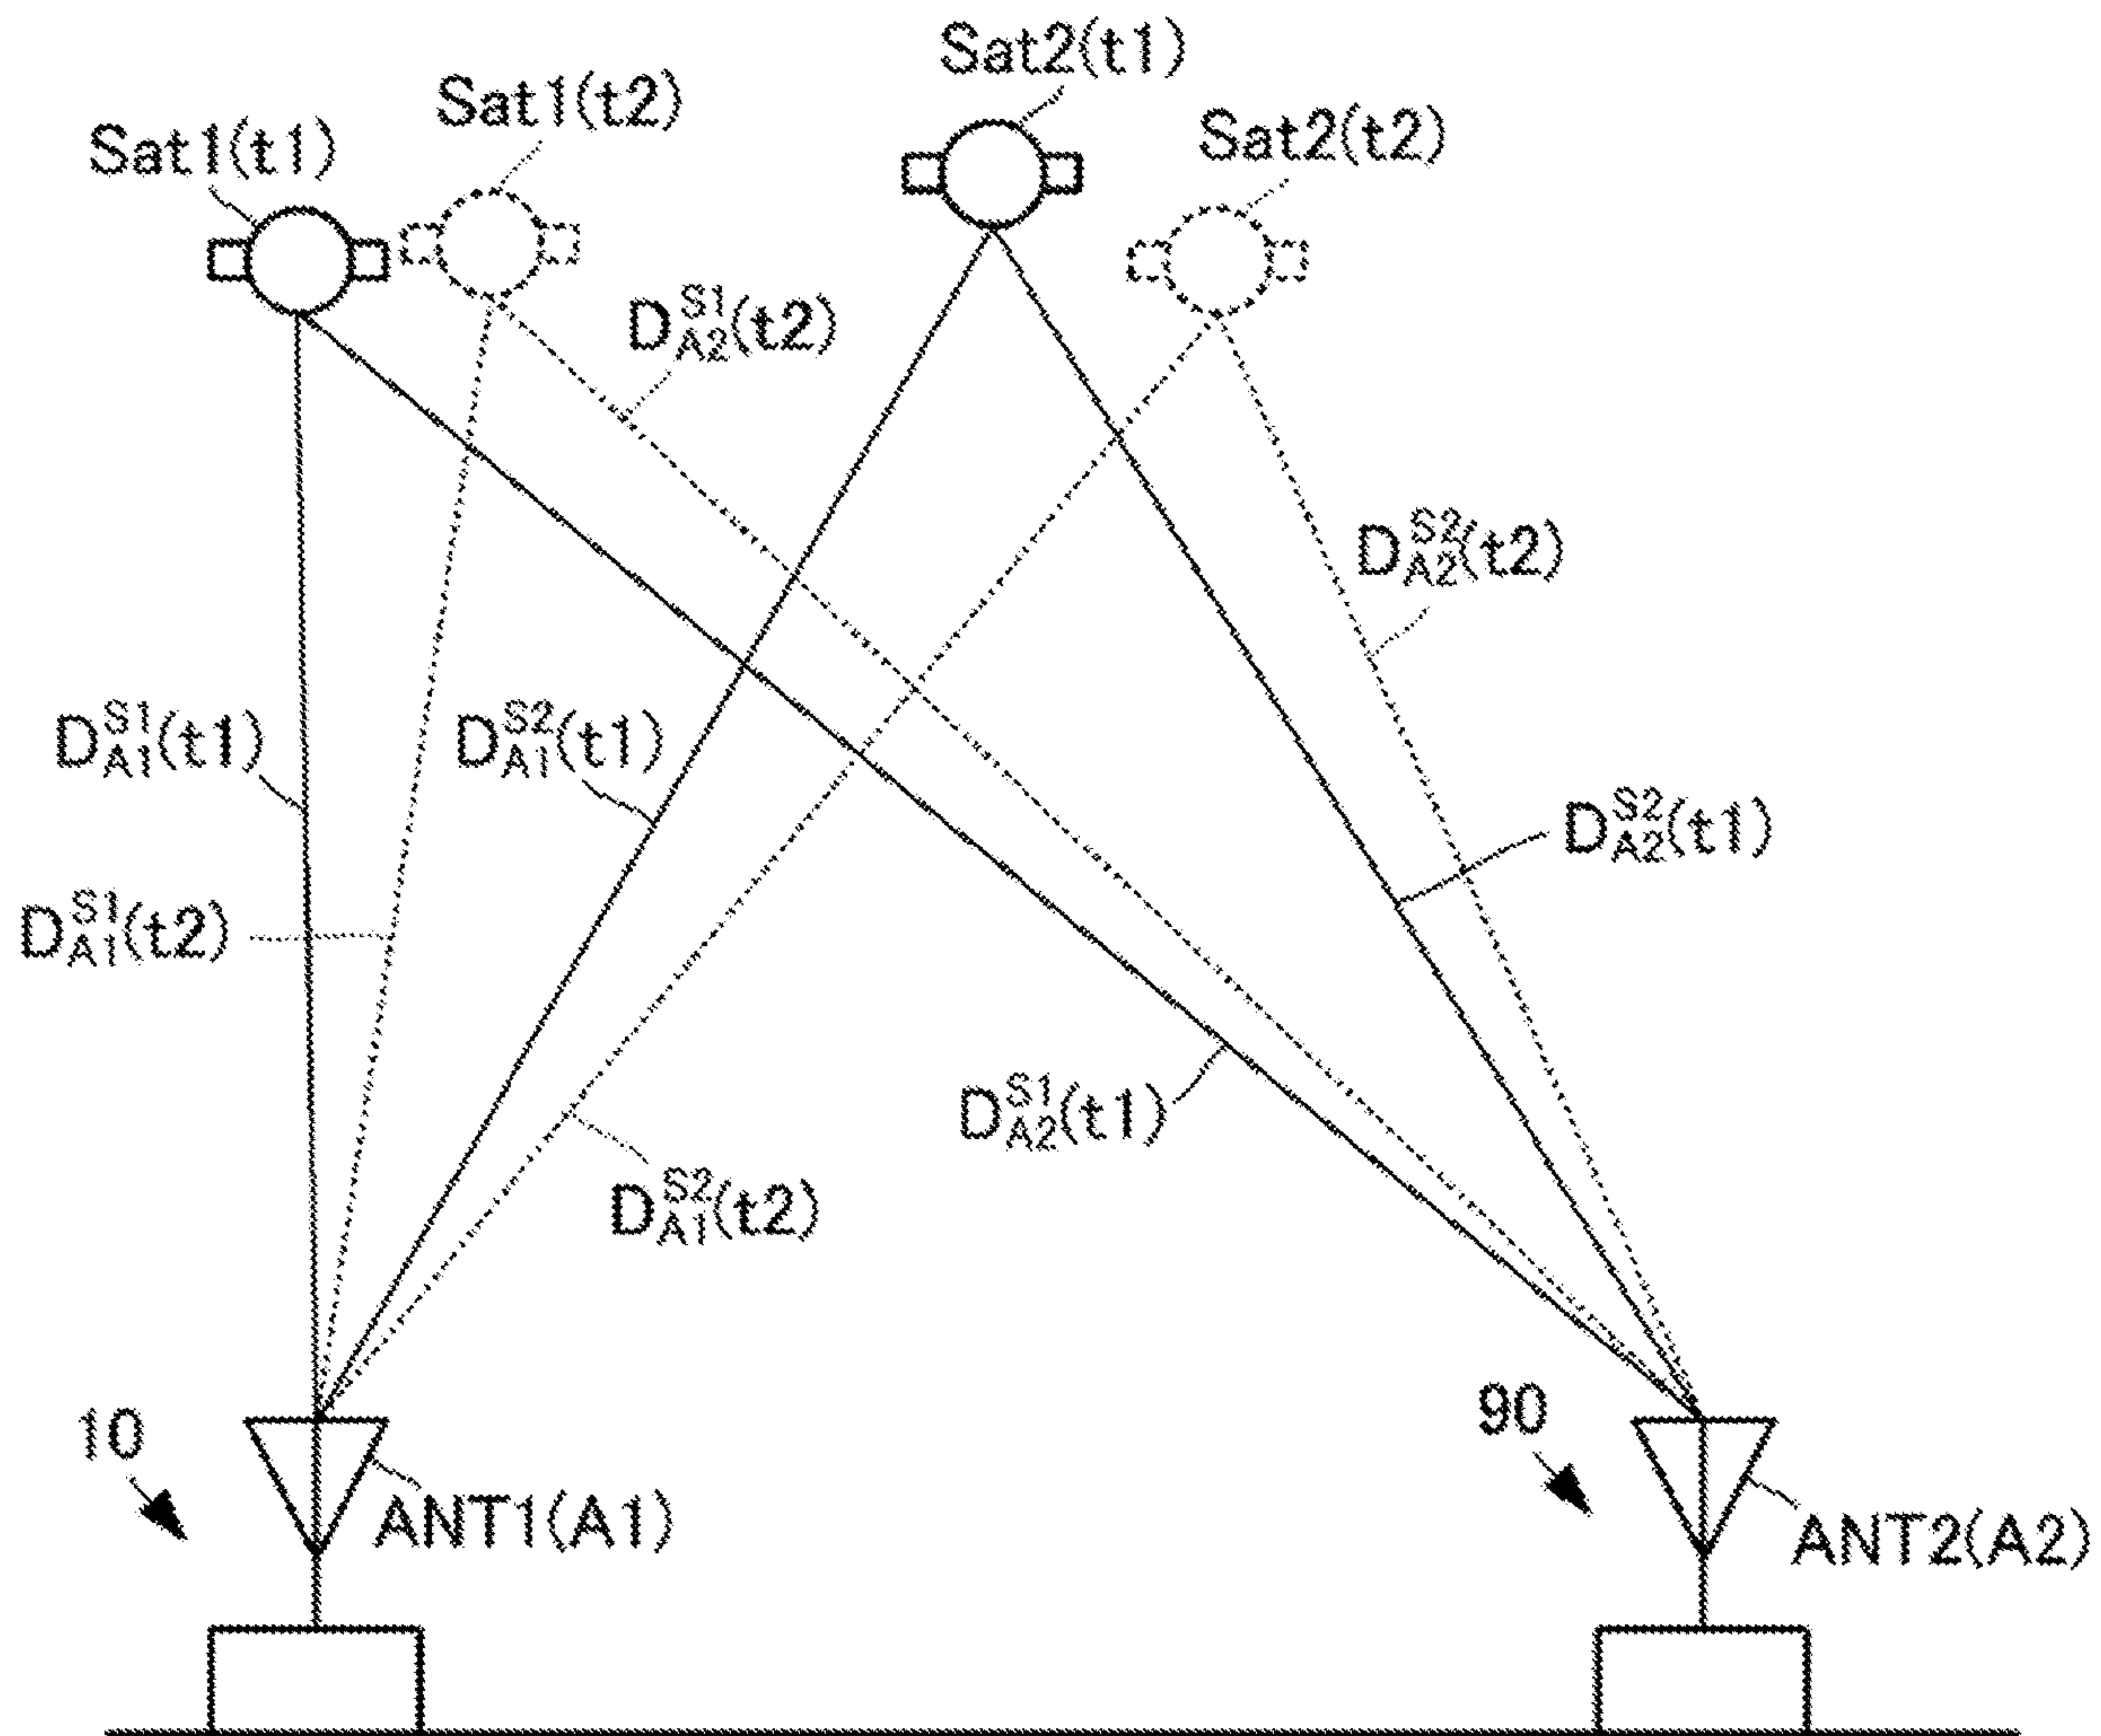 Sat2(t1)
Sat1(t2)
Sat2(t2)
Sat1(t1)
D^{S1}_{A2}(t2)
D^{S2}_{A2}(t2)
D^{S1}_{A1}(t1)
D^{S2}_{A1}(t1)
D^{S2}_{A2}(t1)
D^{S1}_{A1}(t2)
D^{S1}_{A2}(t1)
D^{S2}_{A1}(t2)
10
90
ANT1(A1)
ANT2(A2)